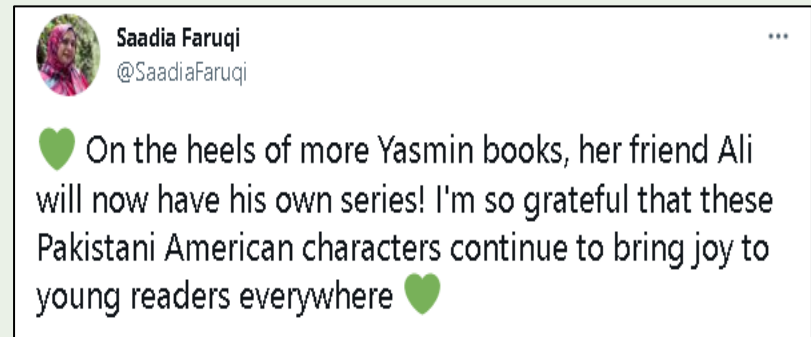 Saadia Faruqi
@SaadiaFaruqi
💚 On the heels of more Yasmin books, her friend Ali
will now have his own series! I'm so grateful that these
Pakistani American characters continue to bring joy to
young readers everywhere 💚